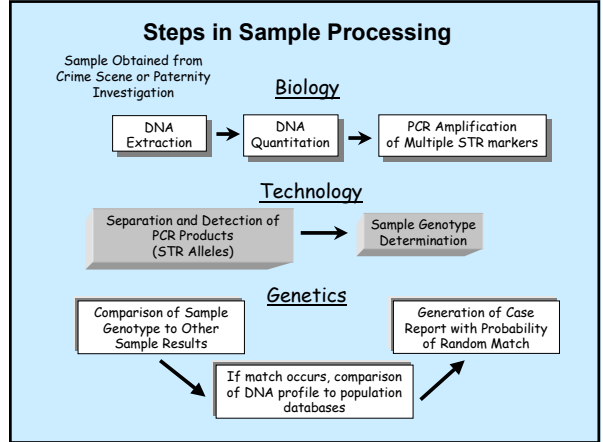 Steps in Sample Processing
Sample Obtained from
Crime Scene or Paternity
Investigation
Biology
DNA
Extraction
DNA
Quantitation
PCR Amplification
of Multiple STR markers
Technology
Separation and Detection of
PCR Products
(STR Alleles)
Sample Genotype
Determination
Genetics
Comparison of Sample
Genotype to Other
Sample Results
If match occurs, comparison
of DNA profile to population
databases
Generation of Case
Report with Probability
of Random Match